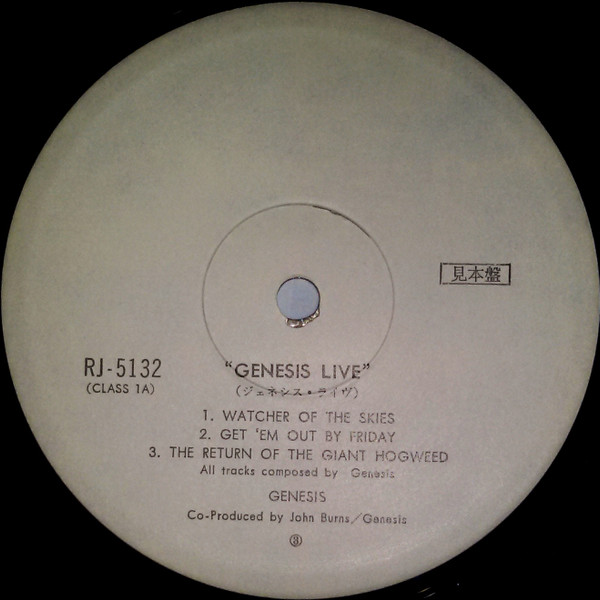 見本盤
RJ-5132
(CLASS 1A)
“GENESIS LIVE”
(ジェネシス・ライヴ)
1. WATCHER OF THE SKIES
2. GET 'EM OUT BY FRIDAY
3. THE RETURN OF THE GIANT HOGWEED
All tracks composed by Genesis
GENESIS
Co-Produced by John Burns/Genesis
③